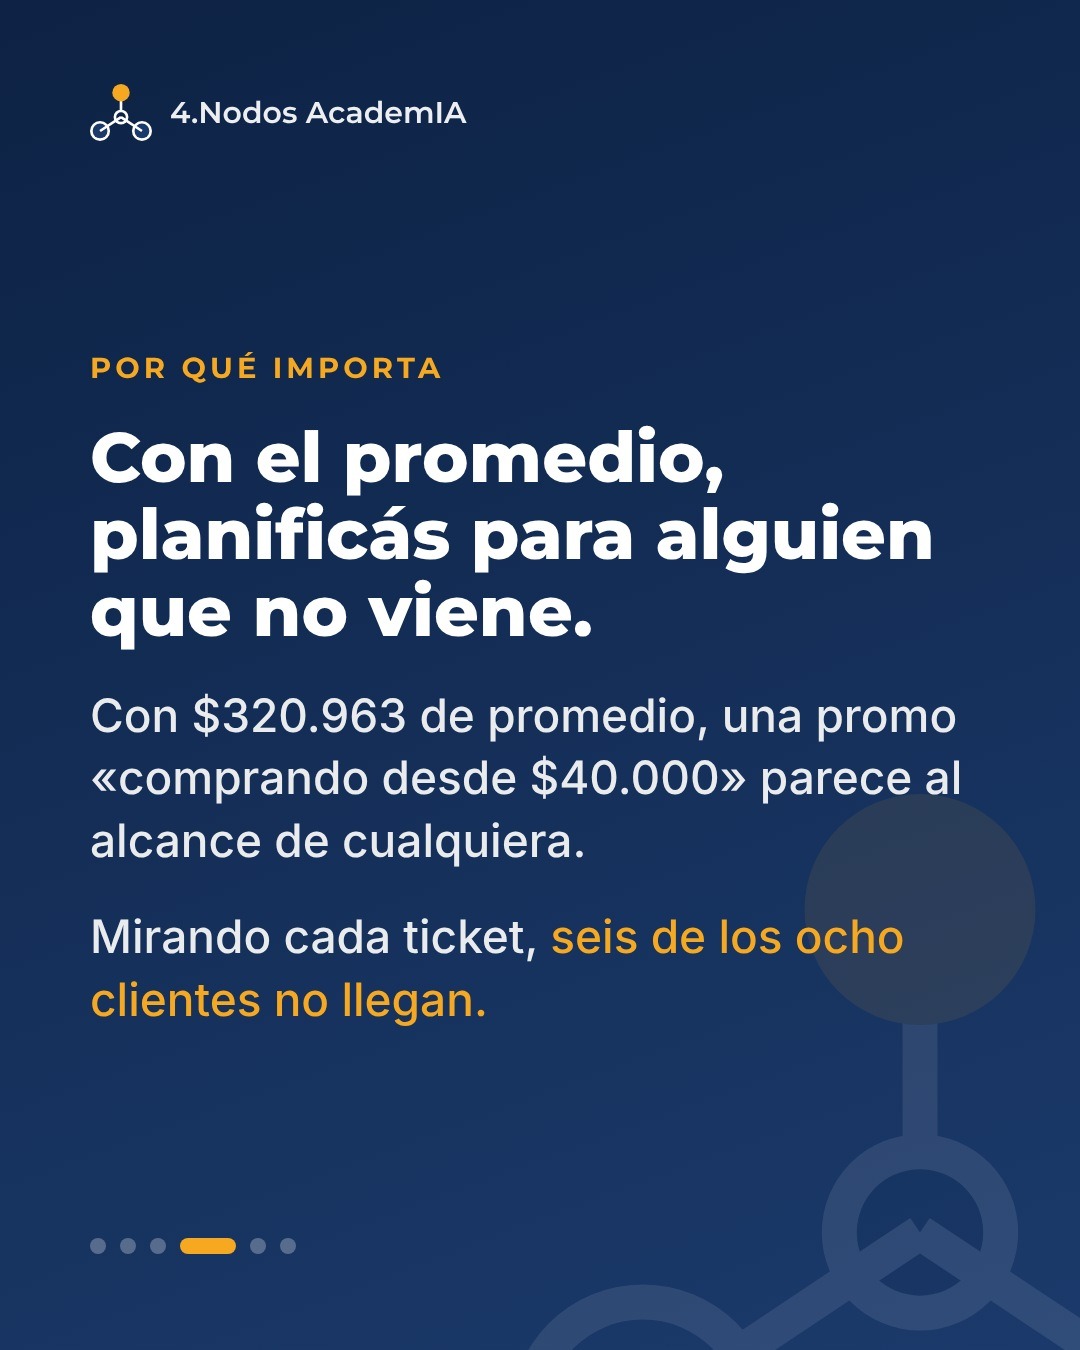 4.Nodos AcademIA
POR QUÉ IMPORTA
Con el promedio,
planificás para alguien
que no viene.
Con $320.963 de promedio, una promo
«comprando desde $40.000» parece al
alcance de cualquiera.
Mirando cada ticket, seis de los ocho
clientes no llegan.